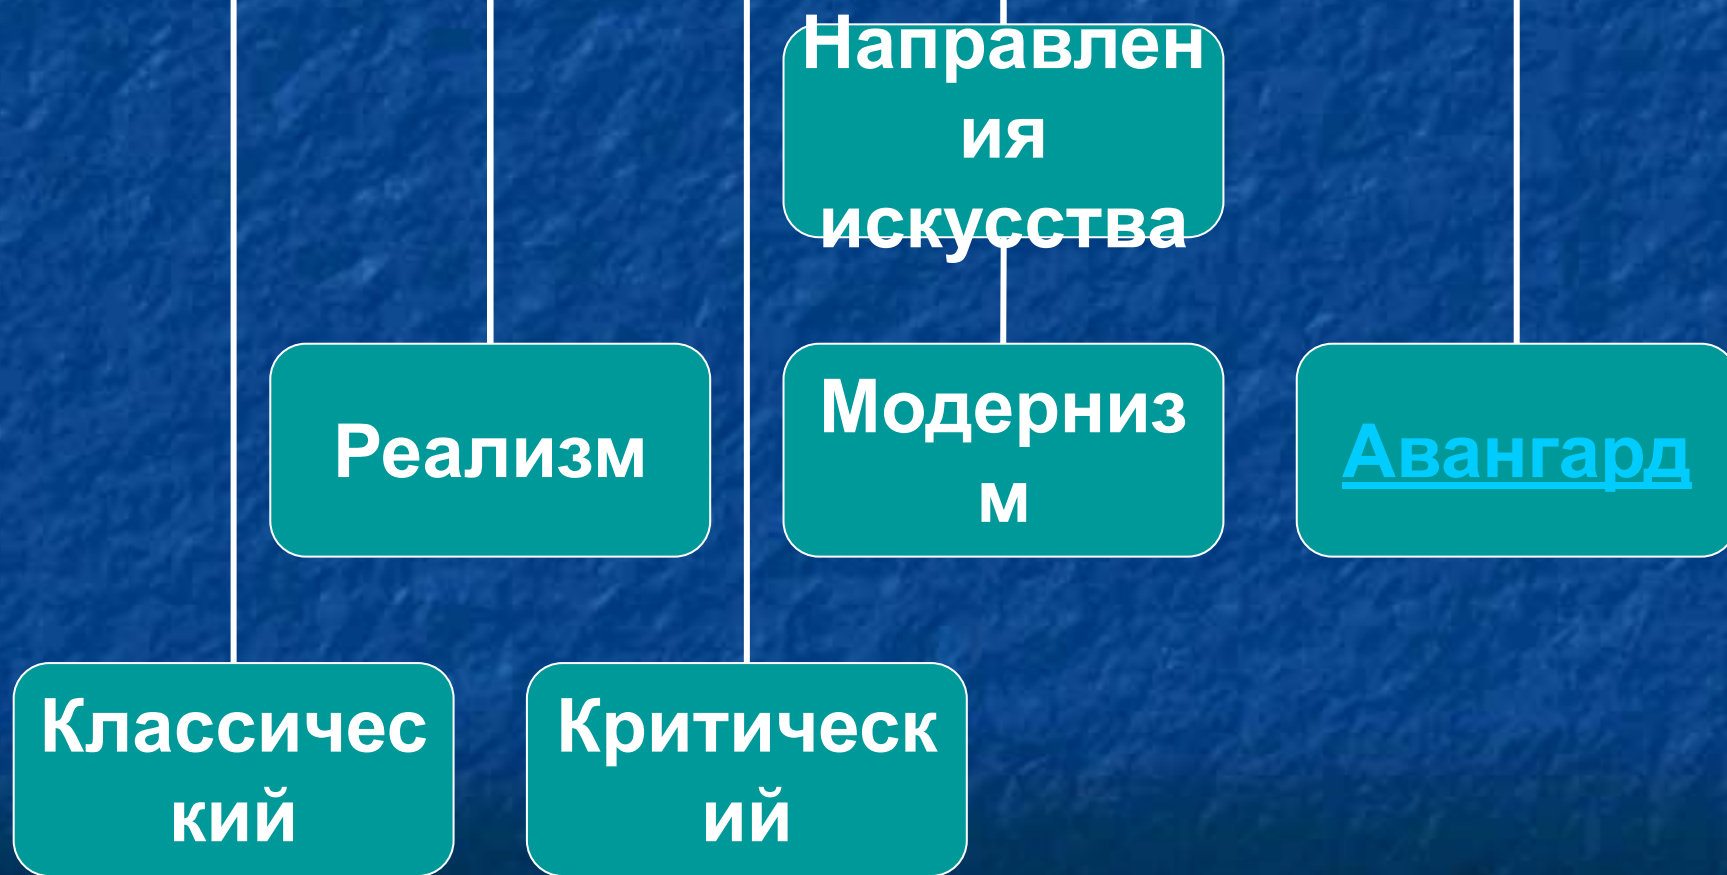 Направлен
ия
искусства
Реализм
Модерниз
м
Авангард
Классичес
кий
Критическ
ий